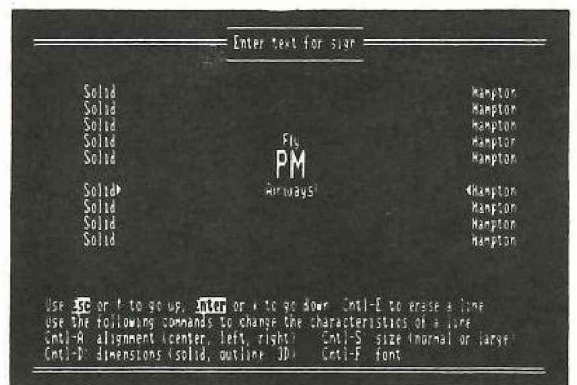 Enter text for sign
Solid Hampton
Solid Hampton
Solid Hampton
Solid Fly Hampton
Solid PM Hampton
Solid Airways! Hampton
Solid Hampton
Solid Hampton
Solid Hampton
Use Esc or ↑ to go up, Enter or ↓ to go down Cntl-E to erase a line
Use the following commands to change the characteristics of a line
Cntl-A alignment (center, left, right) Cntl-S size (normal or large)
Cntl-D dimensions (solid, outline 3D) Cntl-F font